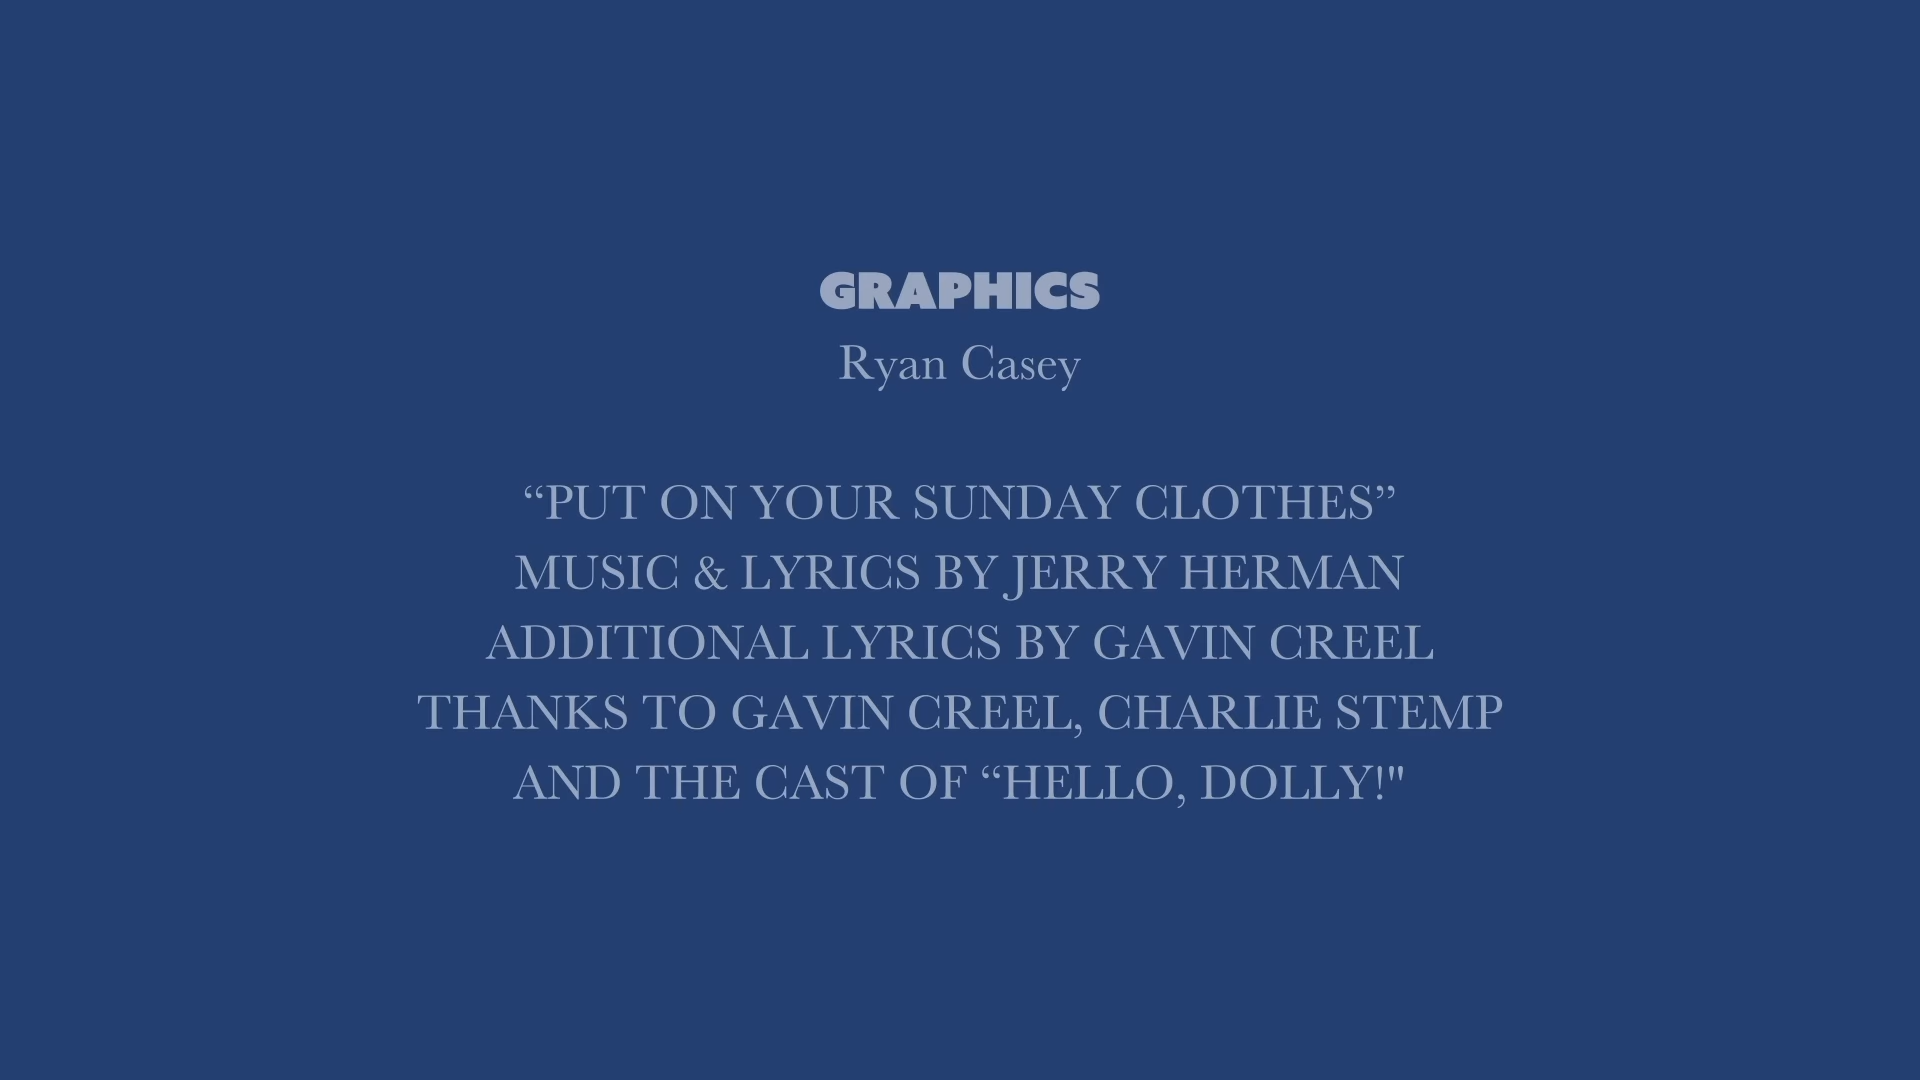 GRAPHICS
Ryan Casey
“PUT ON YOUR SUNDAY CLOTHES”
MUSIC & LYRICS BY JERRY HERMAN
ADDITIONAL LYRICS BY GAVIN CREEL
THANKS TO GAVIN CREEL, CHARLIE STEMP
AND THE CAST OF “HELLO, DOLLY!"